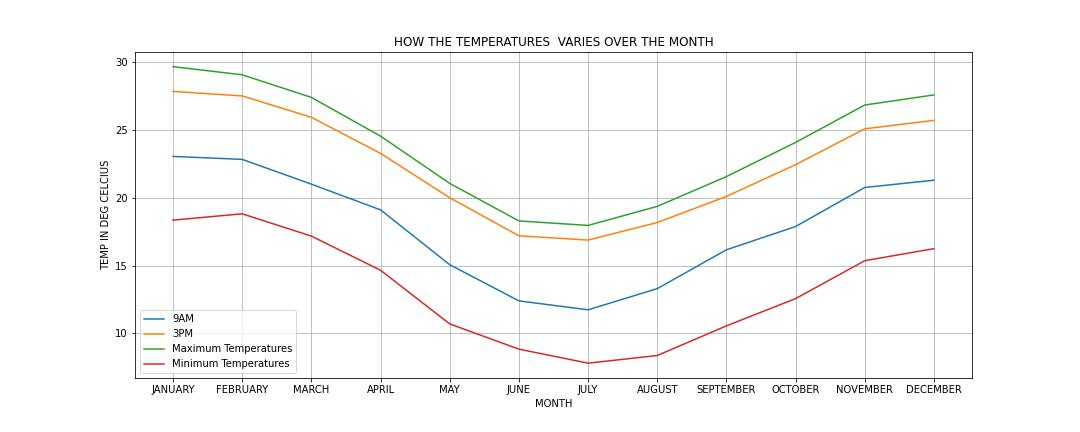 HOW THE TEMPERATURES  VARIES OVER THE MONTH
30
25
20
15
10
TEMP IN DEG CELCIUS
9AM
3PM
Maximum Temperatures
Minimum Temperatures
JANUARY FEBRUARY MARCH APRIL MAY JUNE JULY AUGUST SEPTEMBER OCTOBER NOVEMBER DECEMBER
MONTH